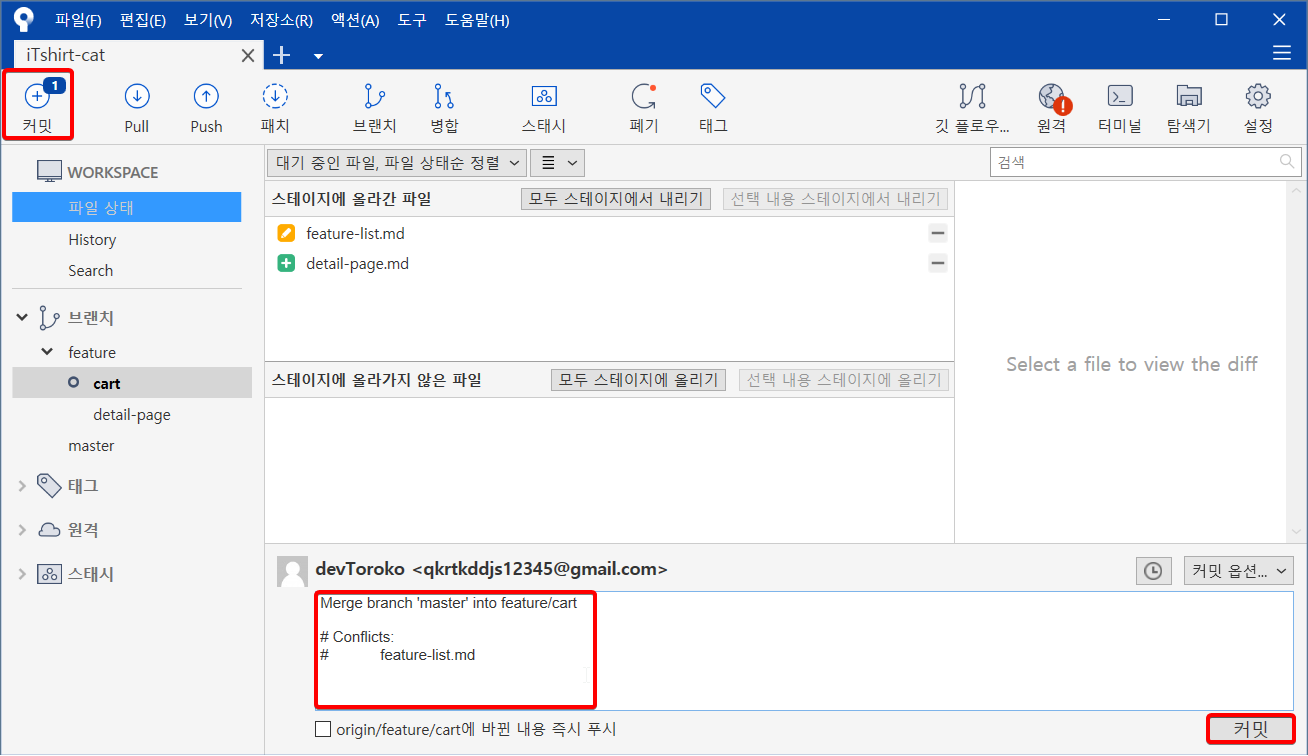 파일(F) 편집(E) 보기(V) 저장소(R) 액션(A) 도구 도움말(H)
iTshirt-cat
1
커밋 Pull Push 패치 브랜치 병합 스태시 폐기 태그 깃 플로우... 원격 터미널 탐색기 설정
WORKSPACE
파일 상태
History
Search
브랜치
feature
cart
detail-page
master
태그
원격
스태시
대기 중인 파일, 파일 상태순 정렬
검색
스테이지에 올라간 파일 모두 스테이지에서 내리기 선택 내용 스테이지에서 내리기
feature-list.md
detail-page.md
스테이지에 올라가지 않은 파일 모두 스테이지에 올리기 선택 내용 스테이지에 올리기
Select a file to view the diff
devToroko <qkrtkddjs12345@gmail.com>
커밋 옵션...
Merge branch 'master' into feature/cart
# Conflicts:
# feature-list.md
origin/feature/cart에 바뀐 내용 즉시 푸시
커밋